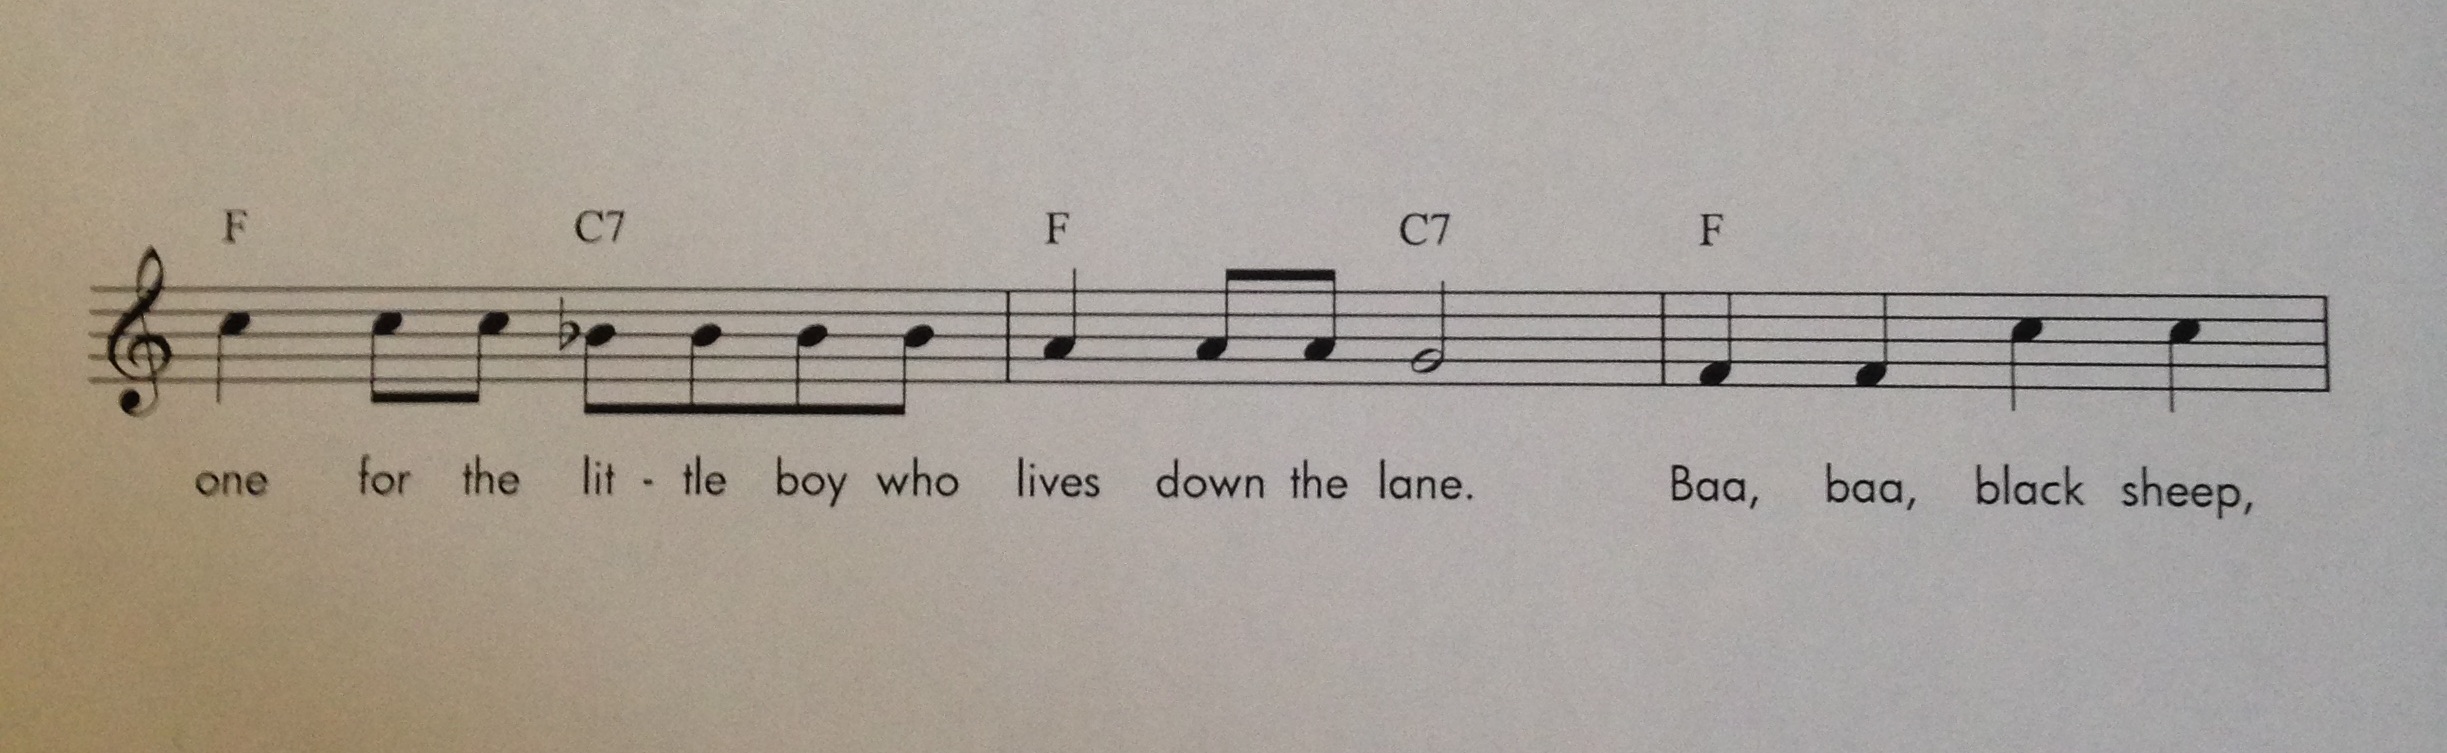 F C7 F C7 F
one for the lit - tle boy who lives down the lane. Baa, baa, black sheep,